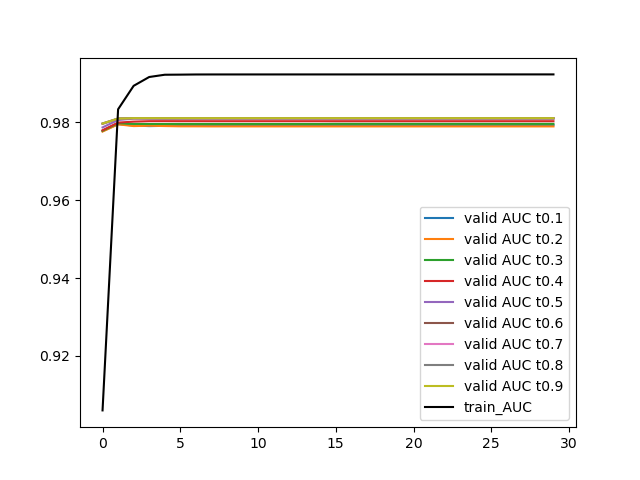 0.98
0.96
0.94
0.92
0
5
10
15
20
25
30
valid AUC t0.1
valid AUC t0.2
valid AUC t0.3
valid AUC t0.4
valid AUC t0.5
valid AUC t0.6
valid AUC t0.7
valid AUC t0.8
valid AUC t0.9
train_AUC